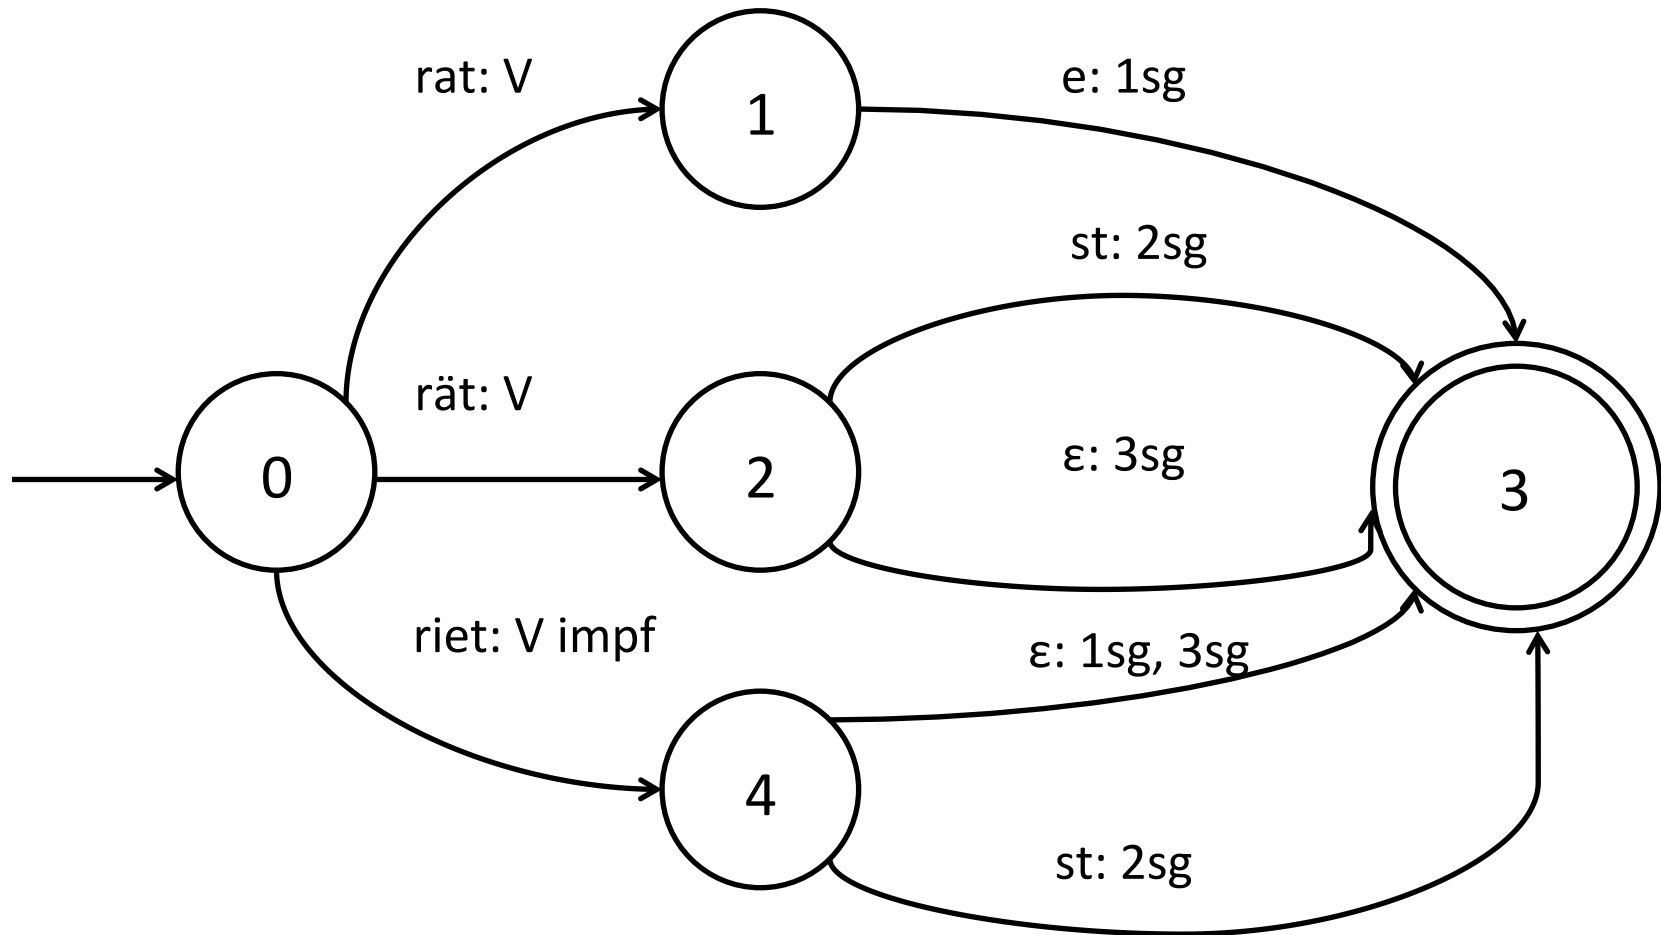 rat: V
1
e: 1sg
st: 2sg
rät: V
0
2
ε: 3sg
3
riet: V impf
ε: 1sg, 3sg
4
st: 2sg